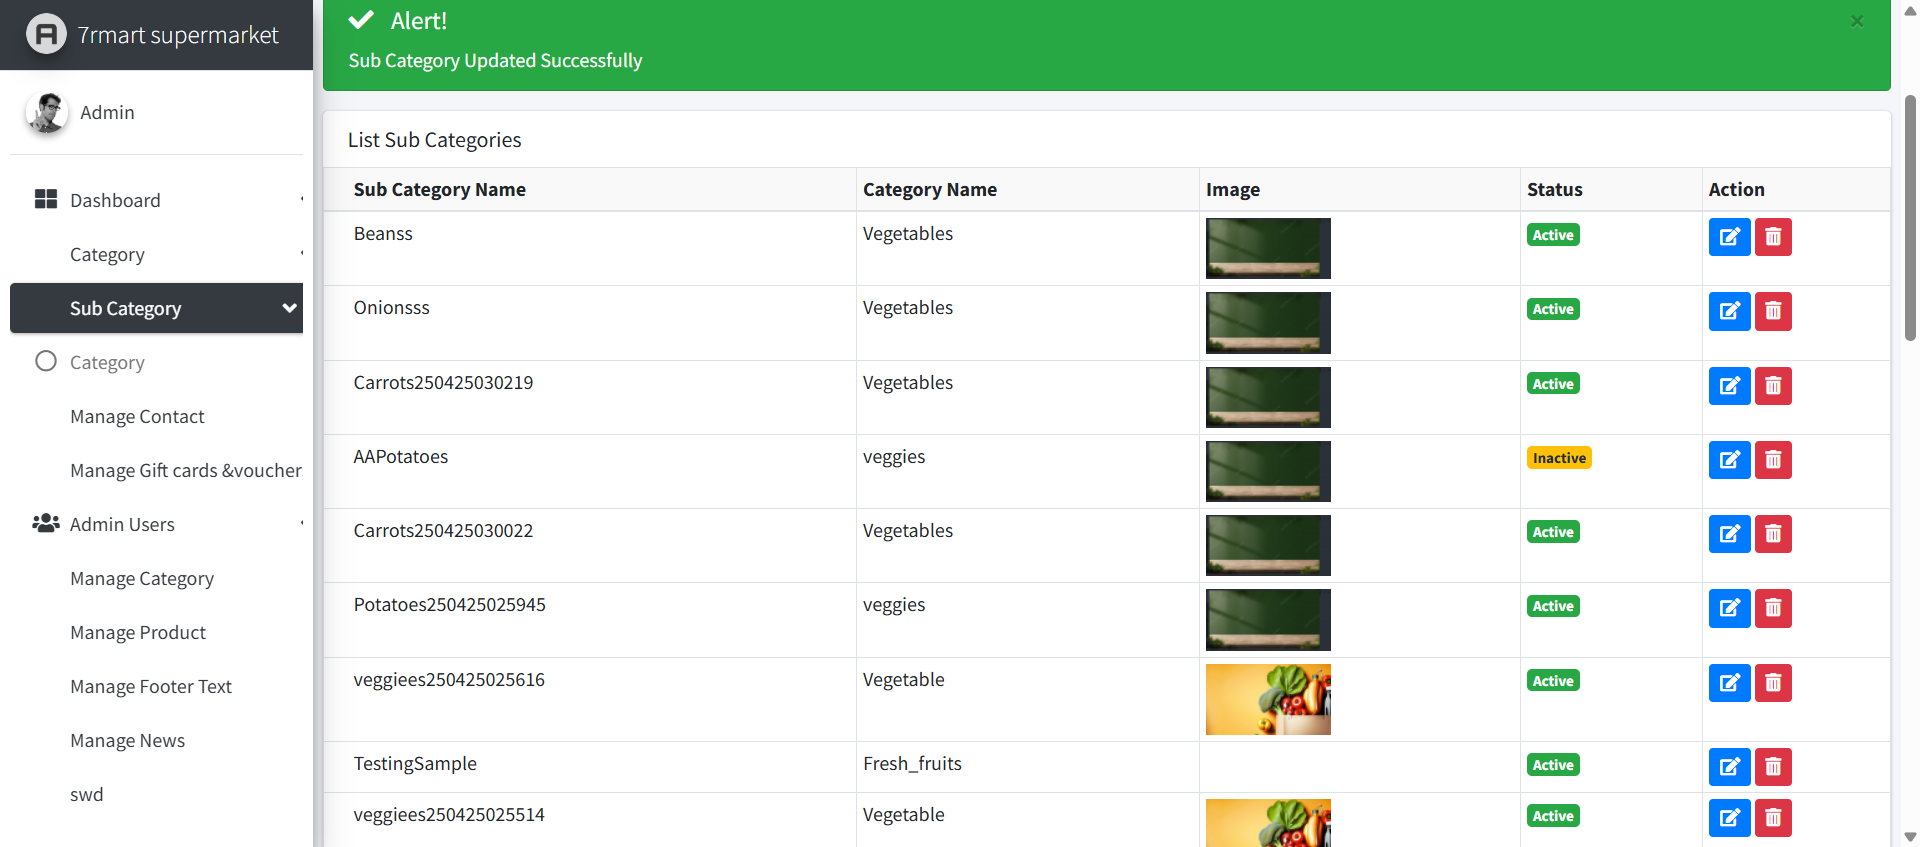 7rmart supermarket
Admin
Dashboard
Category
Sub Category
Category
Manage Contact
Manage Gift cards &voucher
Admin Users
Manage Category
Manage Product
Manage Footer Text
Manage News
swd
Alert!
×
Sub Category Updated Successfully
List Sub Categories
Sub Category Name Category Name Image Status Action
Beanss Vegetables Active
Onionsss Vegetables Active
Carrots250425030219 Vegetables Active
AAPotatoes veggies Inactive
Carrots250425030022 Vegetables Active
Potatoes250425025945 veggies Active
veggiees250425025616 Vegetable Active
TestingSample Fresh_fruits Active
veggiees250425025514 Vegetable Active